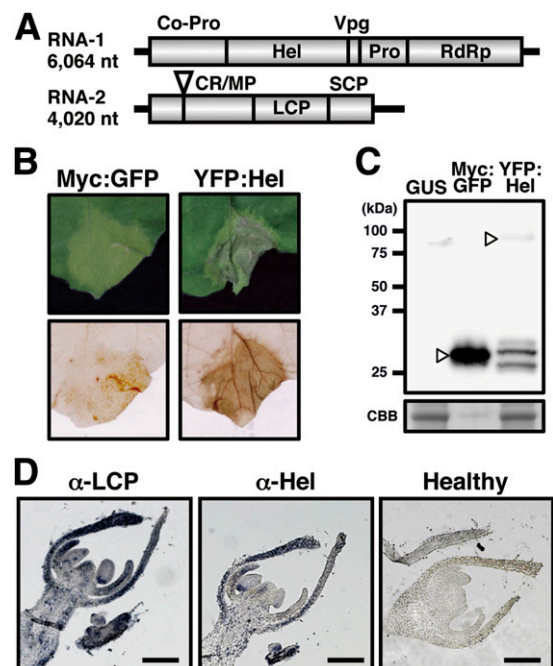 A
Co-Pro Vpg
RNA-1
6,064 nt
Hel Pro RdRp
CR/MP SCP
RNA-2
4,020 nt
LCP
B
Myc:GFP YFP:Hel
C
GUS Myc:GFP YFP:Hel
(kDa)
100
75
50
37
25
CBB
D
α-LCP α-Hel Healthy